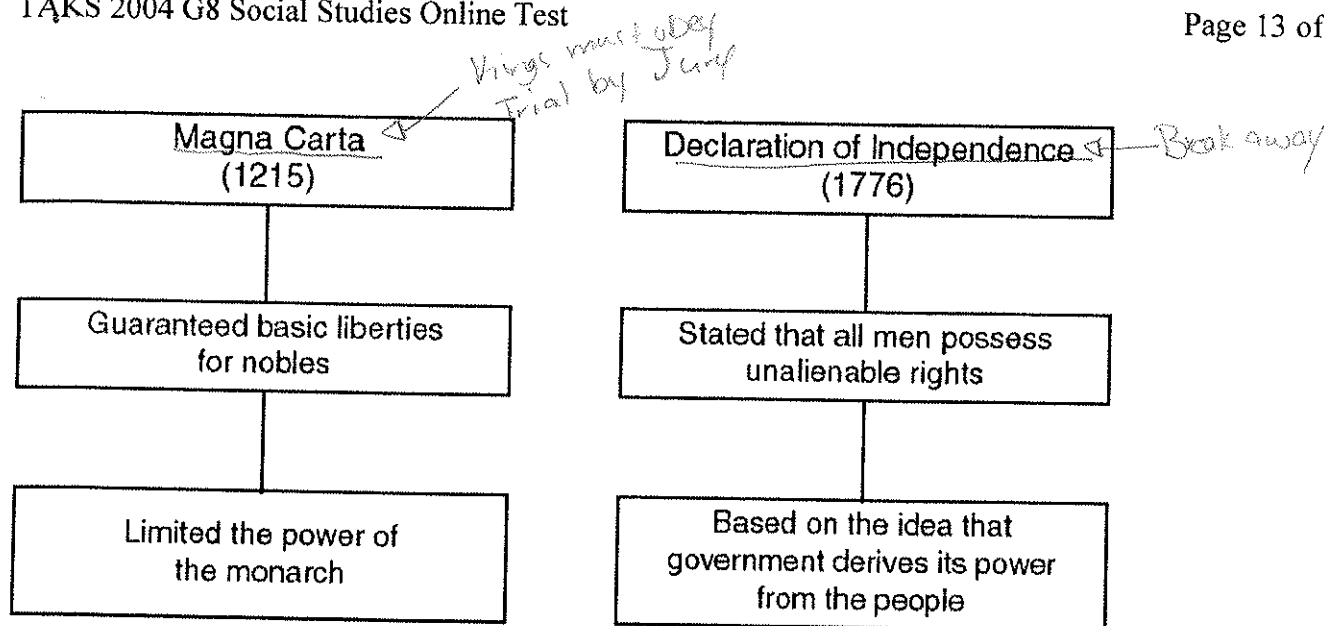 TAKS 2004 G8 Social Studies Online Test
Page 13 of
Kings must obey
Trial by Jury
Magna Carta
(1215)
Guaranteed basic liberties
for nobles
Limited the power of
the monarch
Declaration of Independence
(1776)
Break away
Stated that all men possess
unalienable rights
Based on the idea that
government derives its power
from the people